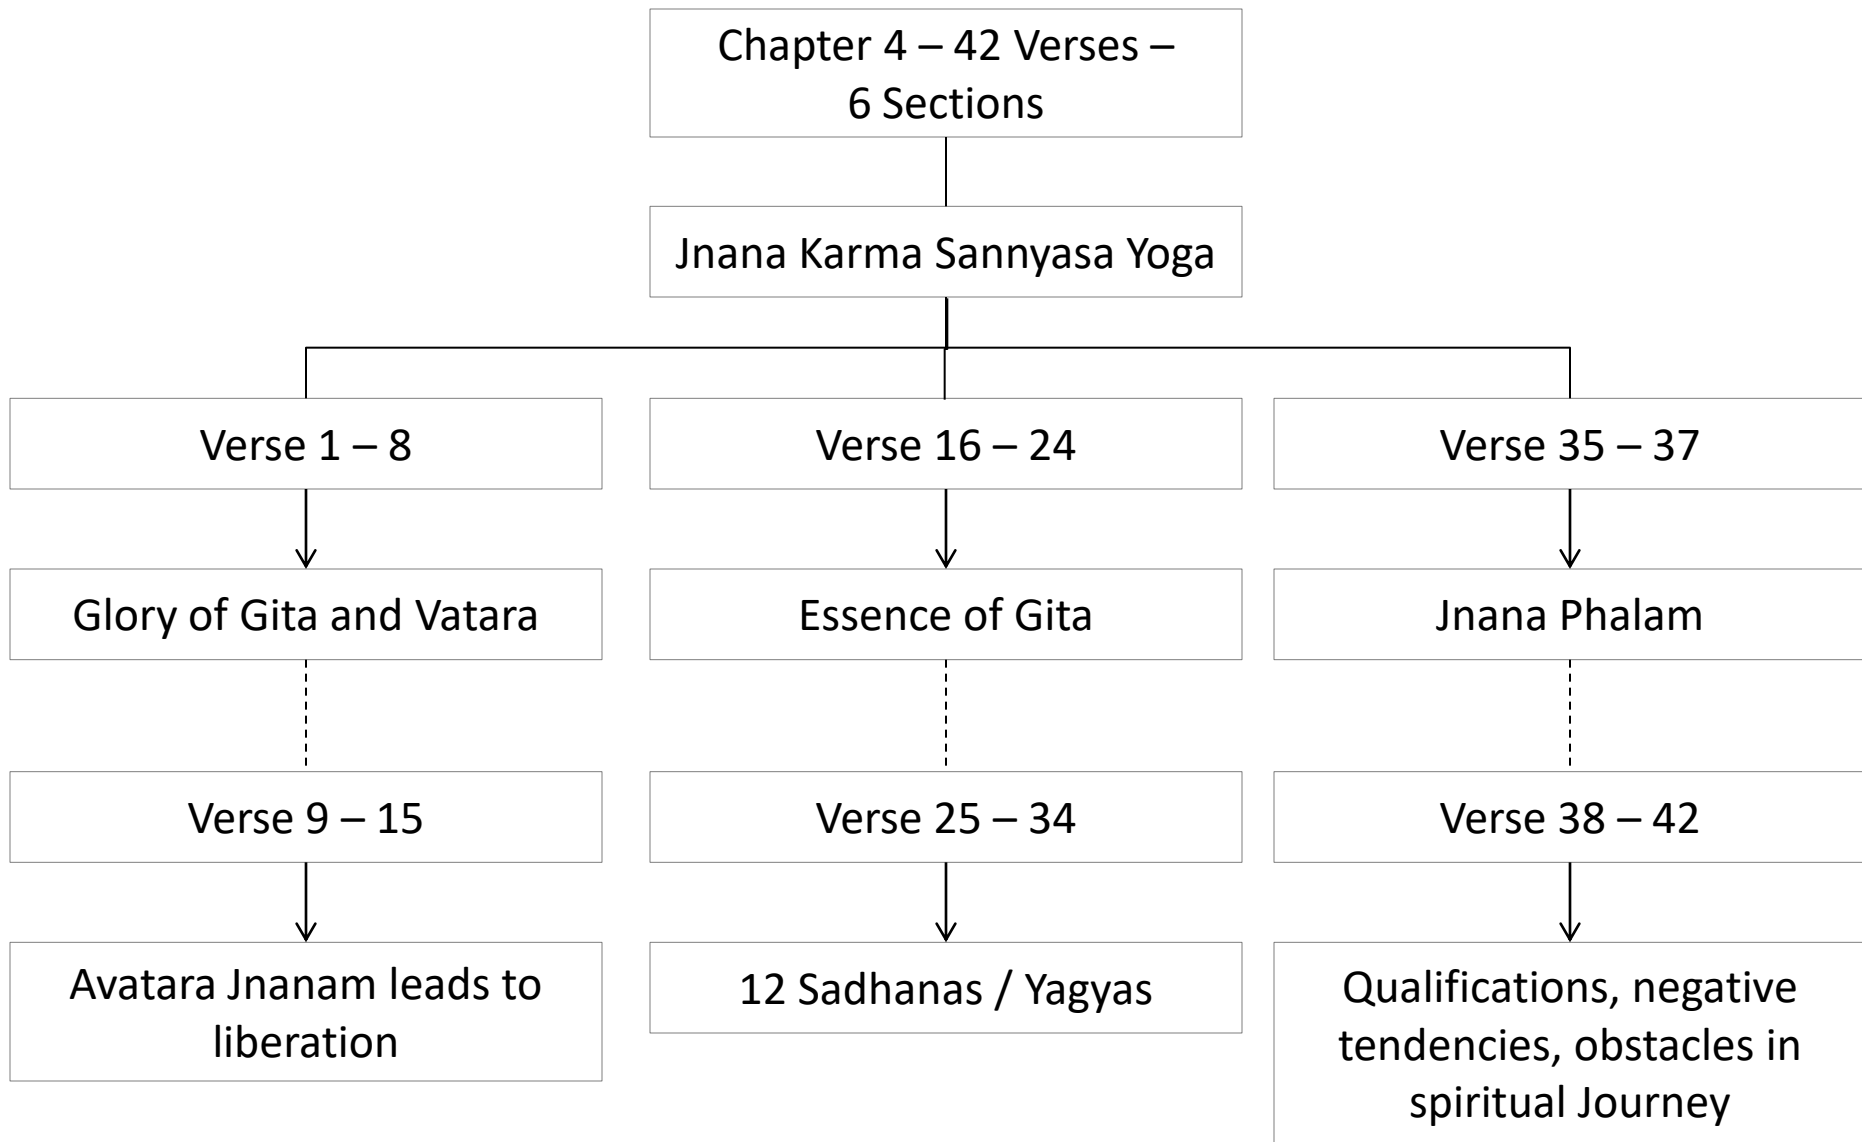 Chapter 4 – 42 Verses –
6 Sections
Jnana Karma Sannyasa Yoga
Verse 1 – 8
Verse 16 – 24
Verse 35 – 37
Glory of Gita and Vatara
Essence of Gita
Jnana Phalam
Verse 9 – 15
Verse 25 – 34
Verse 38 – 42
Avatara Jnanam leads to
liberation
12 Sadhanas / Yagyas
Qualifications, negative
tendencies, obstacles in
spiritual Journey